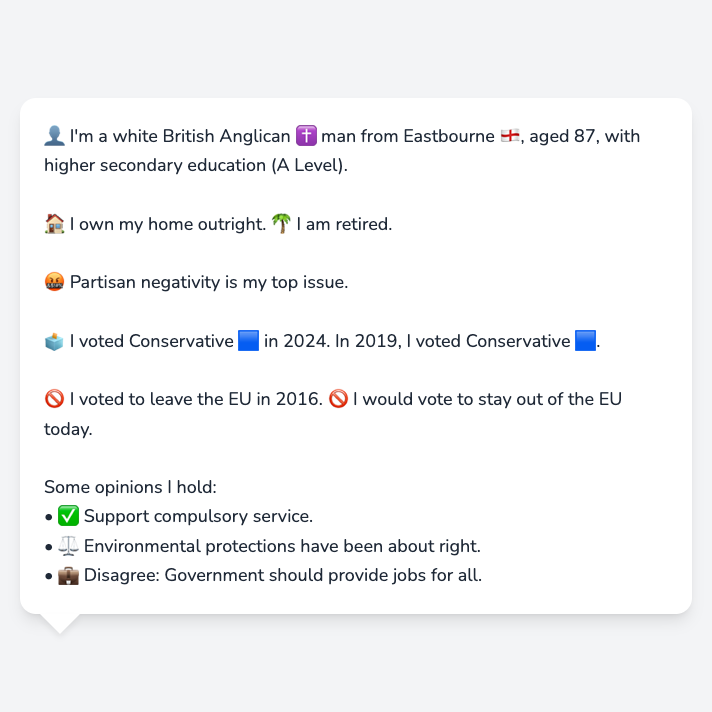 👤 I'm a white British Anglican ✝️ man from Eastbourne 🏴󠁧󠁢󠁥󠁮󠁧󠁿, aged 87, with
higher secondary education (A Level).
🏠 I own my home outright. 🌴 I am retired.
🤬 Partisan negativity is my top issue.
🗳️ I voted Conservative 🟦 in 2024. In 2019, I voted Conservative 🟦.
🚫 I voted to leave the EU in 2016. 🚫 I would vote to stay out of the EU
today.
Some opinions I hold:
• ✅ Support compulsory service.
• ⚖️ Environmental protections have been about right.
• 💼 Disagree: Government should provide jobs for all.